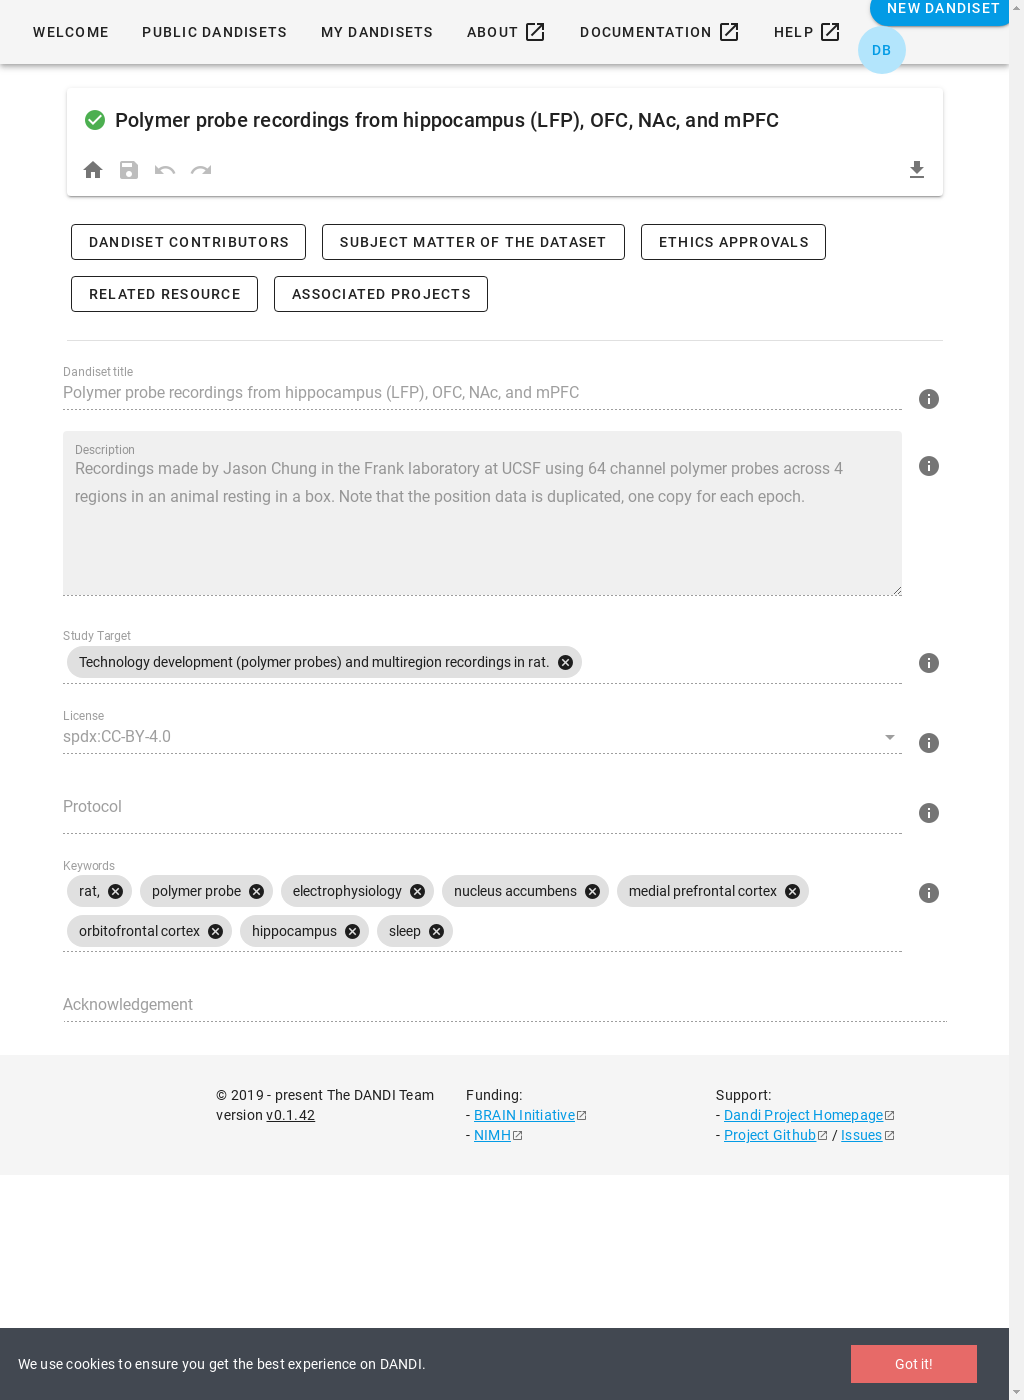 WELCOME PUBLIC DANDISETS MY DANDISETS ABOUT DOCUMENTATION HELP NEW DANDISET
DB
Polymer probe recordings from hippocampus (LFP), OFC, NAc, and mPFC
DANDISET CONTRIBUTORS SUBJECT MATTER OF THE DATASET ETHICS APPROVALS
RELATED RESOURCE ASSOCIATED PROJECTS
Dandiset title
Polymer probe recordings from hippocampus (LFP), OFC, NAc, and mPFC
Description
Recordings made by Jason Chung in the Frank laboratory at UCSF using 64 channel polymer probes across 4
regions in an animal resting in a box. Note that the position data is duplicated, one copy for each epoch.
Study Target
Technology development (polymer probes) and multiregion recordings in rat.
License
spdx:CC-BY-4.0
Protocol
Keywords
rat, polymer probe electrophysiology nucleus accumbens medial prefrontal cortex
orbitofrontal cortex hippocampus sleep
Acknowledgement
© 2019 - present The DANDI Team
version v0.1.42
Funding:
- BRAIN Initiative
- NIMH
Support:
- Dandi Project Homepage
- Project Github / Issues
We use cookies to ensure you get the best experience on DANDI.
Got it!